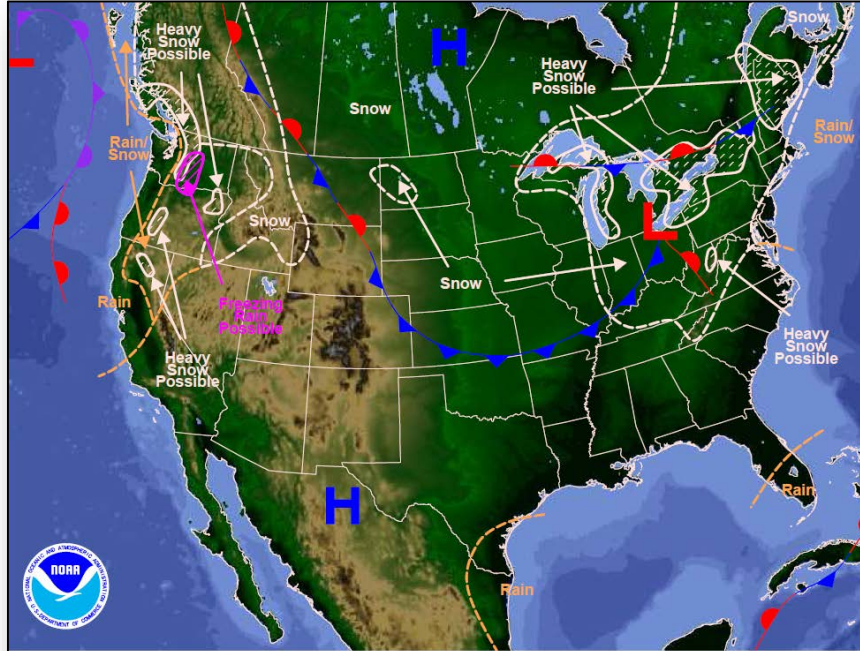 Heavy
Snow
Possible
H
Snow
Heavy
Snow
Possible
Snow
Rain/
Snow
Rain/
Snow
Snow
L
Snow
Rain
Freezing
Rain
Possible
Heavy
Snow
Possible
Heavy
Snow
Possible
H
Rain
Rain
NOAA
NATIONAL OCEANIC AND ATMOSPHERIC ADMINISTRATION
U.S. DEPARTMENT OF COMMERCE